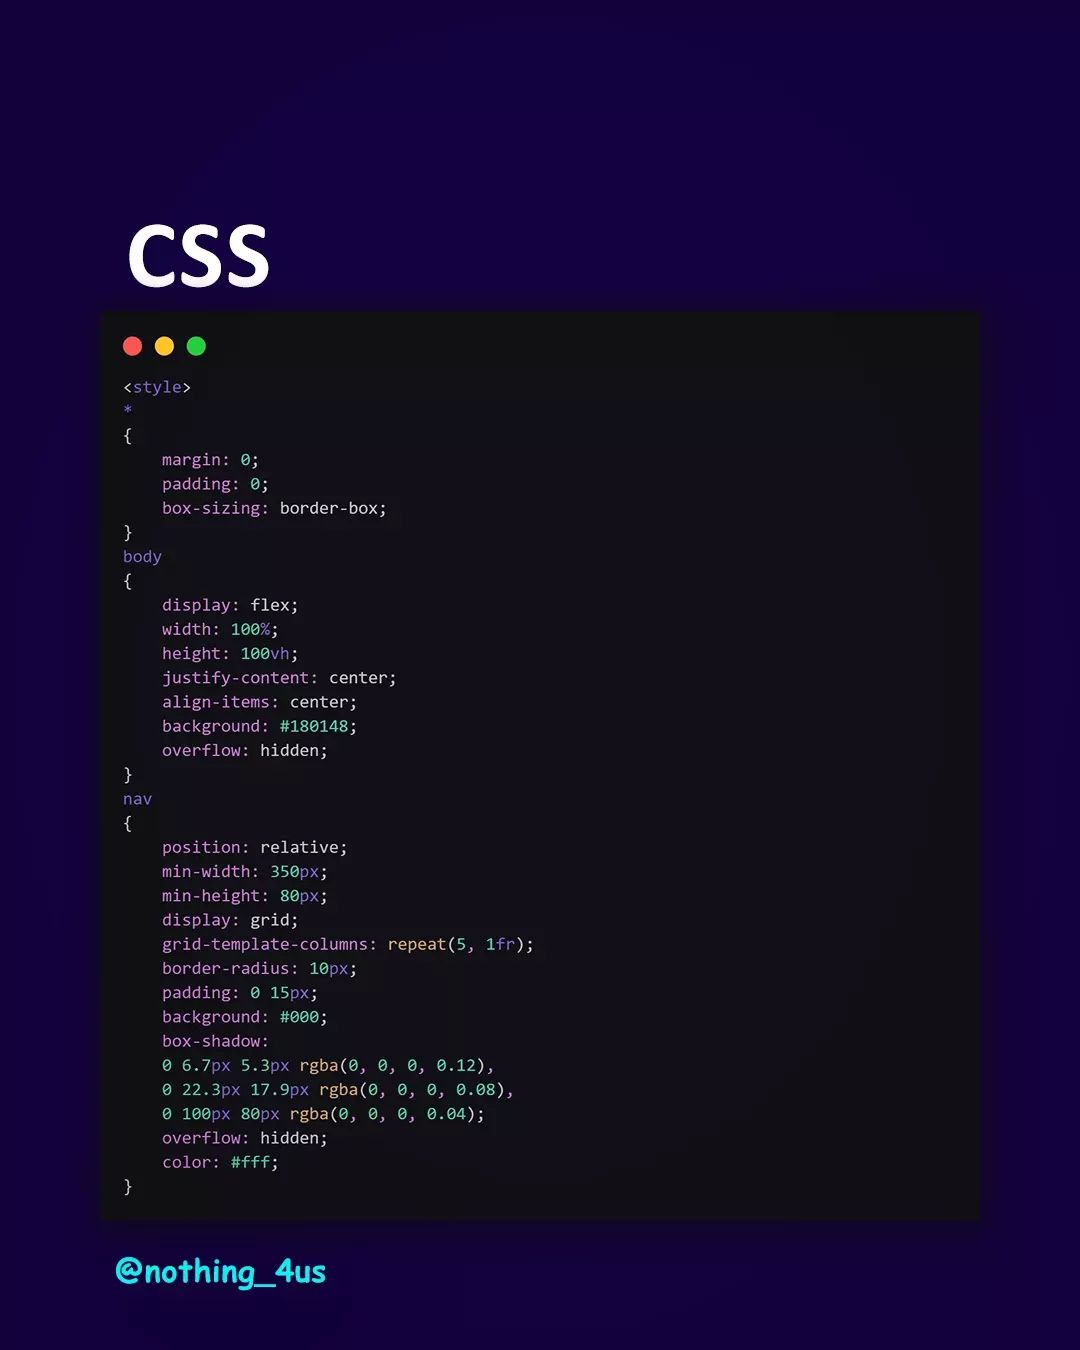 CSS
<style>
*
{
    margin: 0;
    padding: 0;
    box-sizing: border-box;
}
body
{
    display: flex;
    width: 100%;
    height: 100vh;
    justify-content: center;
    align-items: center;
    background: #180148;
    overflow: hidden;
}
nav
{
    position: relative;
    min-width: 350px;
    min-height: 80px;
    display: grid;
    grid-template-columns: repeat(5, 1fr);
    border-radius: 10px;
    padding: 0 15px;
    background: #000;
    box-shadow:
    0 6.7px 5.3px rgba(0, 0, 0, 0.12),
    0 22.3px 17.9px rgba(0, 0, 0, 0.08),
    0 100px 80px rgba(0, 0, 0, 0.04);
    overflow: hidden;
    color: #fff;
}
@nothing_4us